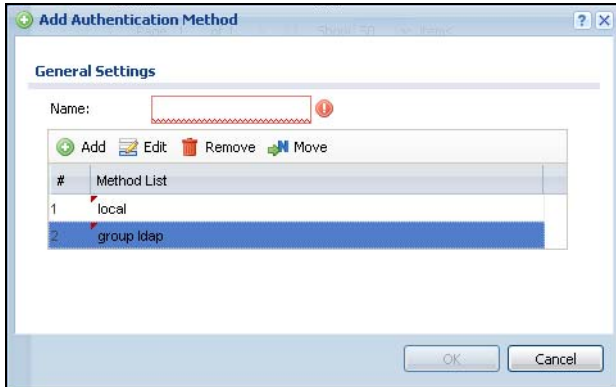 Add Authentication Method
General Settings
Name:
Add Edit Remove Move
# Method List
1 local
2 group ldap
OK Cancel